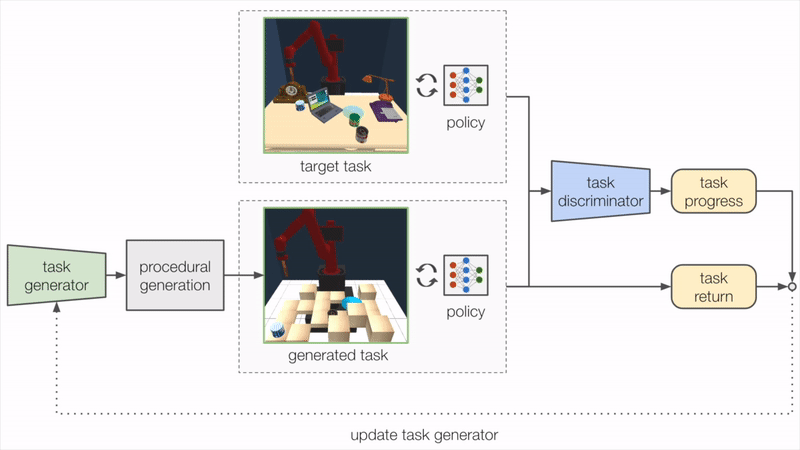 policy
target task
task
discriminator
task
progress
task
generator
procedural
generation
policy
generated task
task
return
update task generator